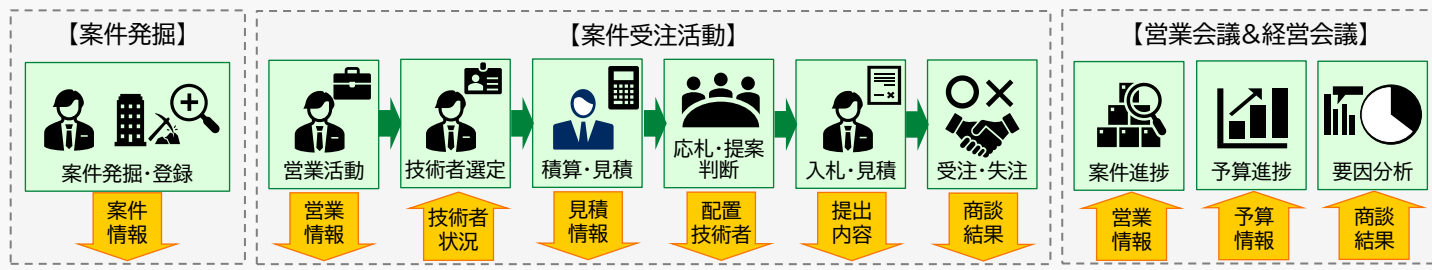 【案件発掘】
案件発掘・登録
案件
情報
【案件受注活動】
営業活動
営業
情報
技術者選定
技術者
状況
積算・見積
見積
情報
応札・提案
判断
配置
技術者
入札・見積
提出
内容
受注・失注
商談
結果
【営業会議&経営会議】
案件進捗
営業
情報
予算進捗
予算
情報
要因分析
商談
結果